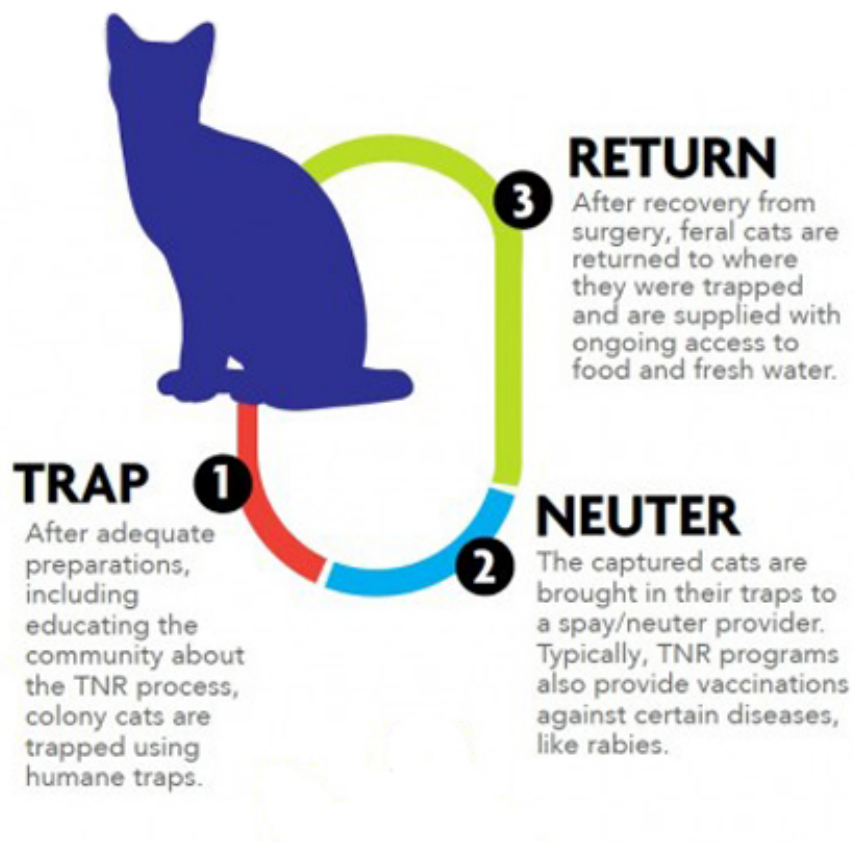 1
TRAP
After adequate
preparations,
including
educating the
community about
the TNR process,
colony cats are
trapped using
humane traps.
2
NEUTER
The captured cats are
brought in their traps to
a spay/neuter provider.
Typically, TNR programs
also provide vaccinations
against certain diseases,
like rabies.
3
RETURN
After recovery from
surgery, feral cats are
returned to where
they were trapped
and are supplied with
ongoing access to
food and fresh water.